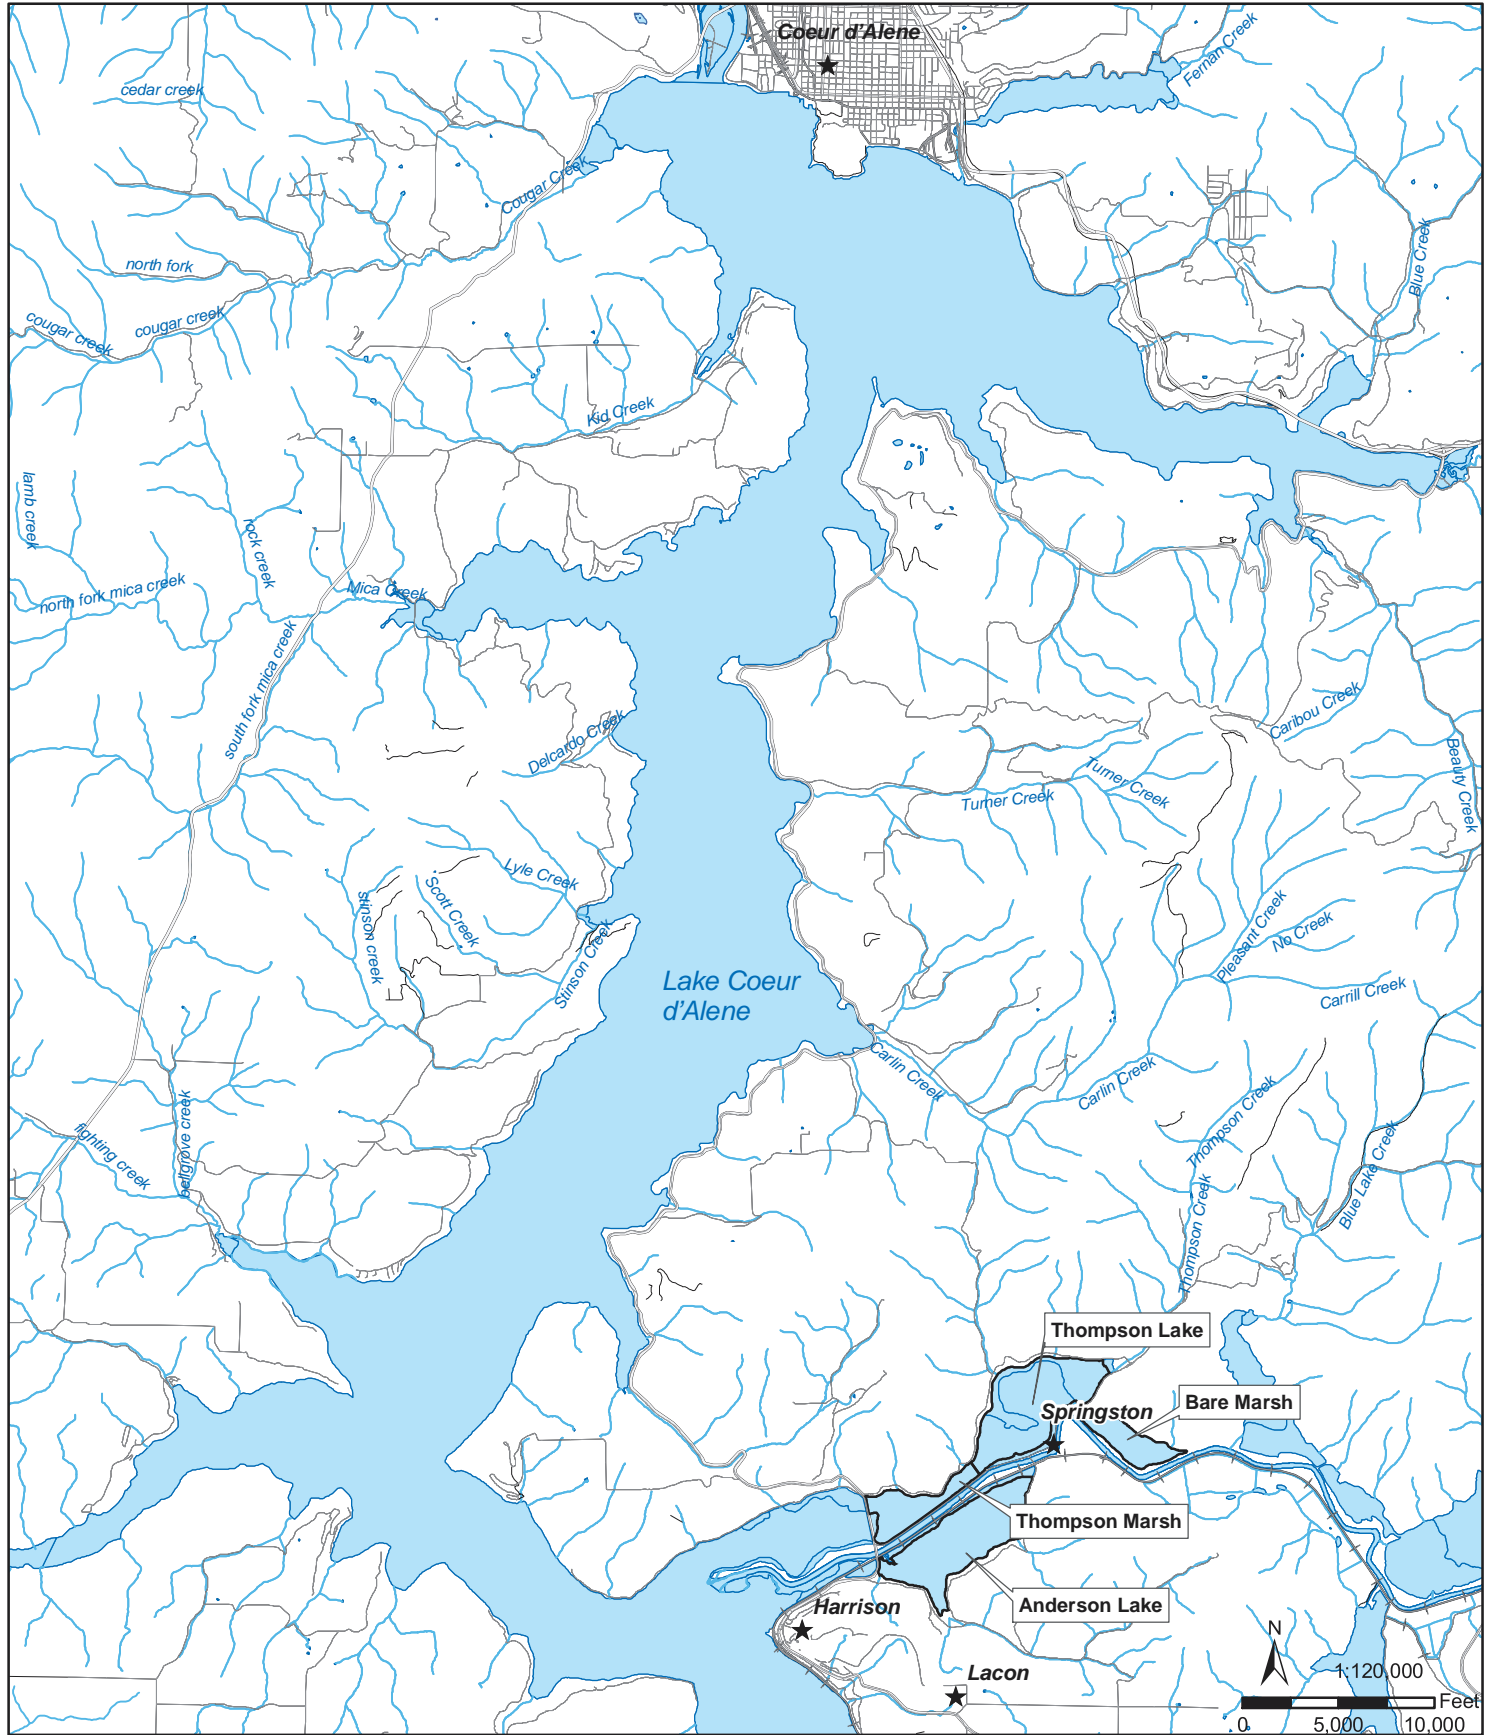 Coeur d'Alene
Fernan Creek
cedar creek
Cougar Creek
north fork
Blue Creek
cougar creek
cougar creek
Kid Creek
lamb creek
rock creek
north fork mica creek
Mica Creek
south fork mica creek
Delcardo Creek
Caribou Creek
Beauty Creek
Turner Creek
Turner Creek
Lyle Creek
Scott Creek
stinson creek
Stinson Creek
Pleasant Creek
No Creek
Carrill Creek
Lake Coeur
d'Alene
Carlin Creek
Carlin Creek
Thompson Creek
Thompson Creek
Blue Lake Creek
fighting creek
bellgrove creek
Thompson Lake
Springston
Bare Marsh
Thompson Marsh
Anderson Lake
Harrison
Lacon
N
1:120,000
Feet
0 5,000 10,000